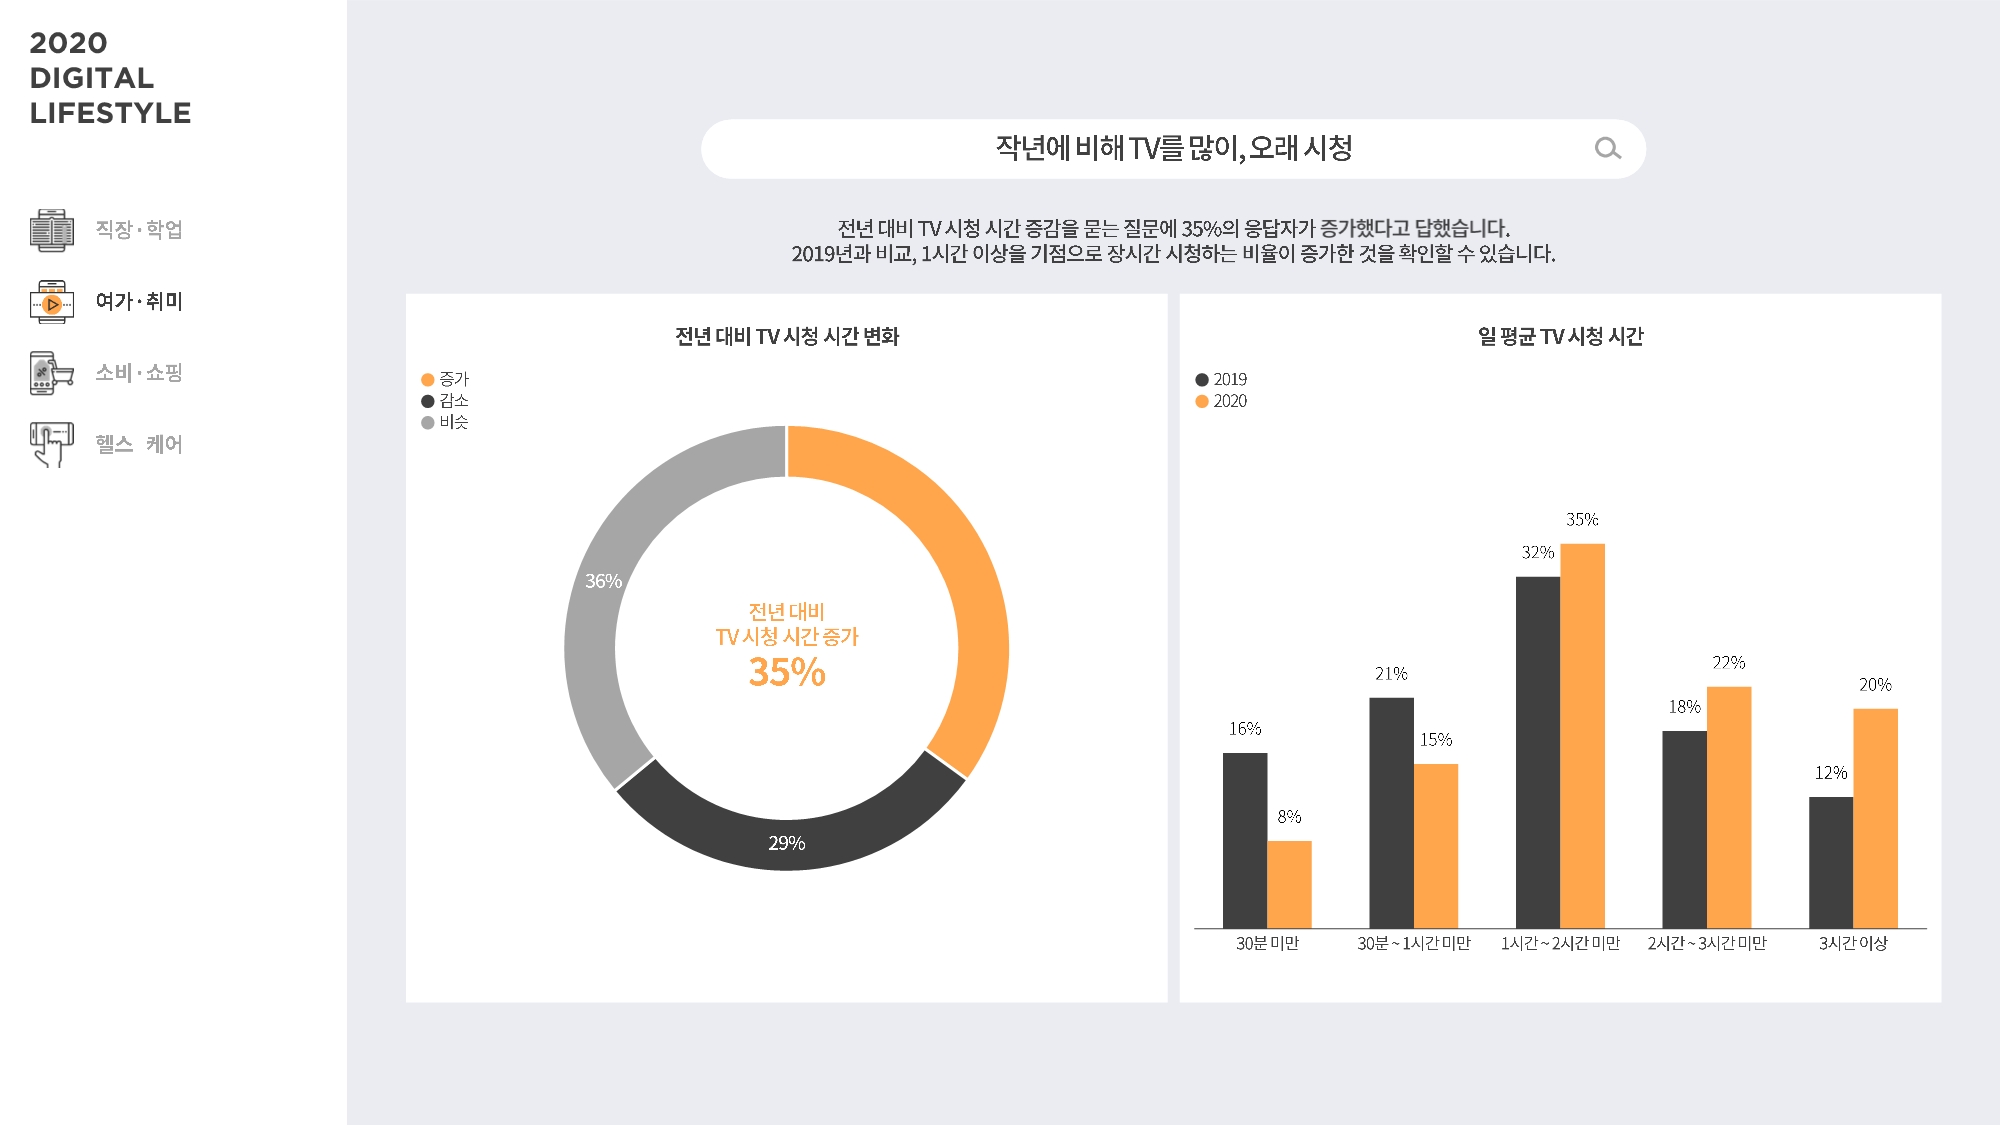 2020
DIGITAL
LIFESTYLE
직장·학업
여가·취미
소비·쇼핑
헬스 케어
작년에 비해 TV를 많이, 오래 시청
전년 대비 TV 시청 시간 증감을 묻는 질문에 35%의 응답자가 증가했다고 답했습니다.
2019년과 비교, 1시간 이상을 기점으로 장시간 시청하는 비율이 증가한 것을 확인할 수 있습니다.
전년 대비 TV 시청 시간 변화
증가
감소
비슷
36%
전년 대비
TV 시청 시간 증가
35%
29%
일 평균 TV 시청 시간
2019
2020
16%
8%
21%
15%
32%
35%
18%
22%
12%
20%
30분 미만
30분 ~ 1시간 미만
1시간 ~ 2시간 미만
2시간 ~ 3시간 미만
3시간 이상